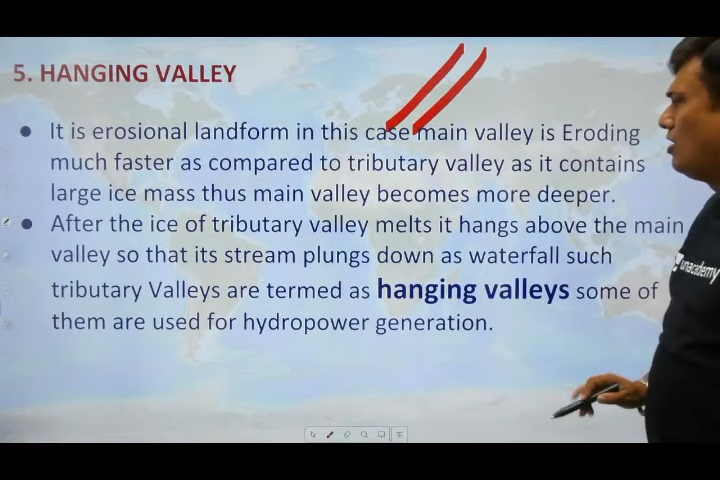 5. HANGING VALLEY
● It is erosional landform in this case main valley is Eroding
much faster as compared to tributary valley as it contains
large ice mass thus main valley becomes more deeper.
● After the ice of tributary valley melts it hangs above the main
valley so that its stream plungs down as waterfall such
tributary Valleys are termed as hanging valleys some of
them are used for hydropower generation.
unacademy